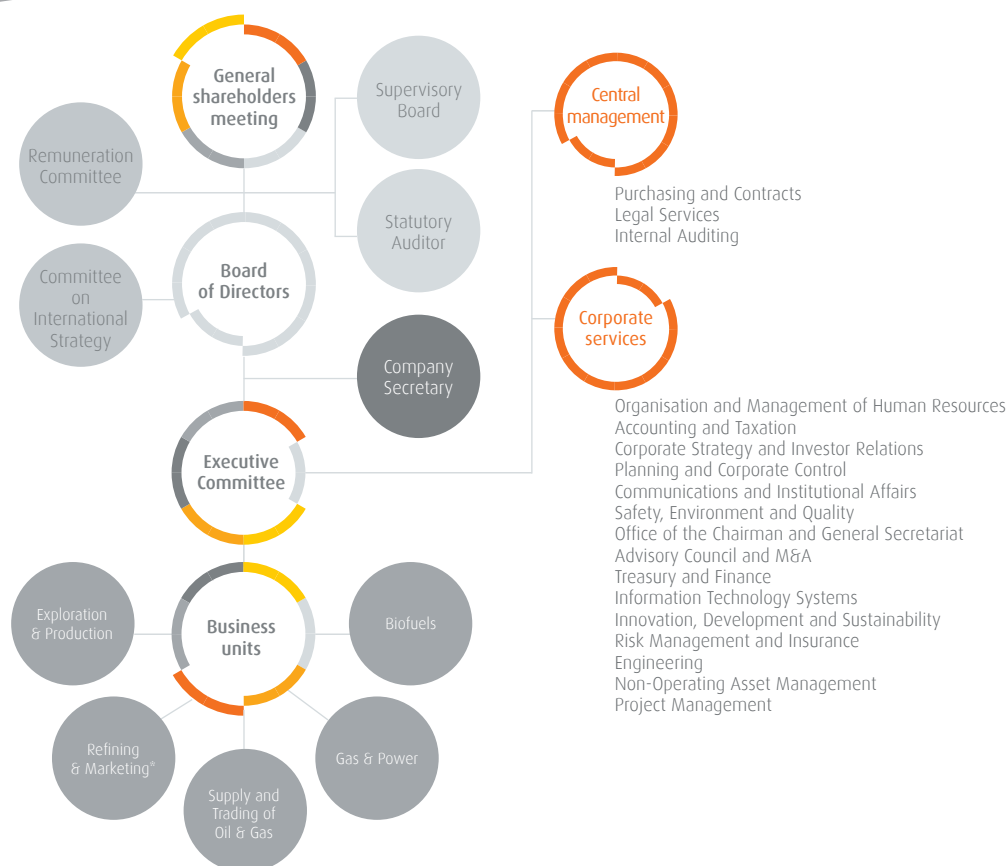 General
shareholders
meeting
Supervisory
Board
Remuneration
Committee
Statutory
Auditor
Board
of Directors
Committee
on
International
Strategy
Company
Secretary
Executive
Committee
Business
units
Exploration
& Production
Biofuels
Refining
& Marketing*
Gas & Power
Supply and
Trading of
Oil & Gas
Central
management
Purchasing and Contracts
Legal Services
Internal Auditing
Corporate
services
Organisation and Management of Human Resources
Accounting and Taxation
Corporate Strategy and Investor Relations
Planning and Corporate Control
Communications and Institutional Affairs
Safety, Environment and Quality
Office of the Chairman and General Secretariat
Advisory Council and M&A
Treasury and Finance
Information Technology Systems
Innovation, Development and Sustainability
Risk Management and Insurance
Engineering
Non-Operating Asset Management
Project Management